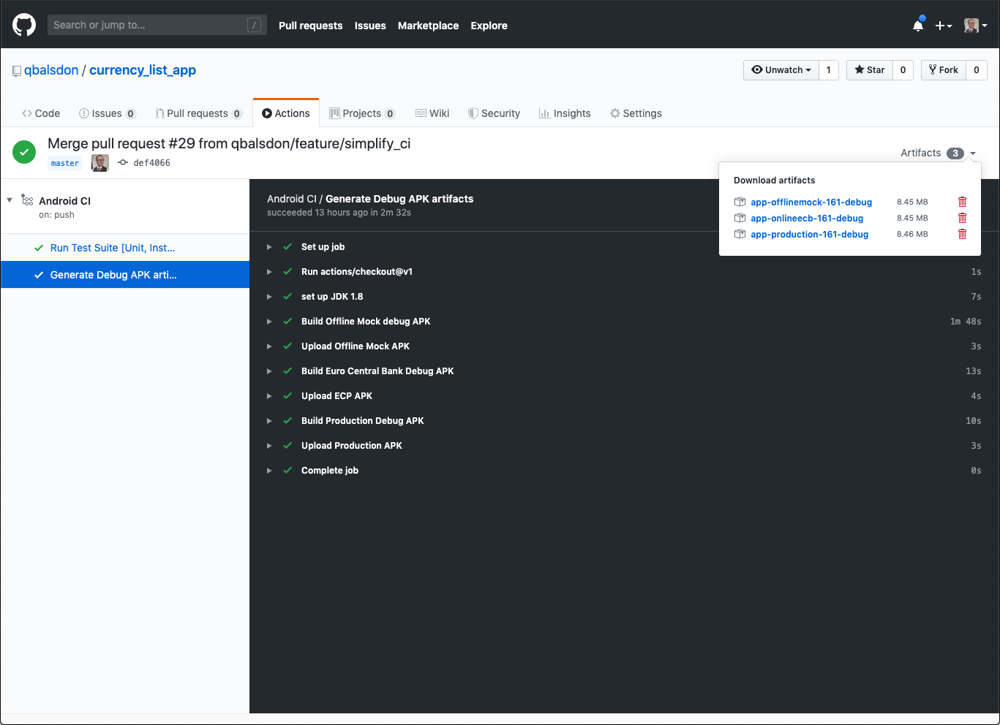 Search or jump to... /
Pull requests Issues Marketplace Explore
qbalsdon / currency_list_app
Unwatch 1 Star 0 Fork 0
Code Issues 0 Pull requests 0 Actions Projects 0 Wiki Security Insights Settings
Merge pull request #29 from qbalsdon/feature/simplify_ci
master def4066
Artifacts 3
Download artifacts
app-offlinemock-161-debug 8.45 MB
app-onlineecb-161-debug 8.45 MB
app-production-161-debug 8.46 MB
Android CI
on: push
Run Test Suite [Unit, Inst...
Generate Debug APK arti...
Android CI / Generate Debug APK artifacts
succeeded 13 hours ago in 2m 32s
Set up job
Run actions/checkout@v1 1s
set up JDK 1.8 7s
Build Offline Mock debug APK 1m 48s
Upload Offline Mock APK 3s
Build Euro Central Bank Debug APK 13s
Upload ECP APK 4s
Build Production Debug APK 10s
Upload Production APK 3s
Complete job 0s